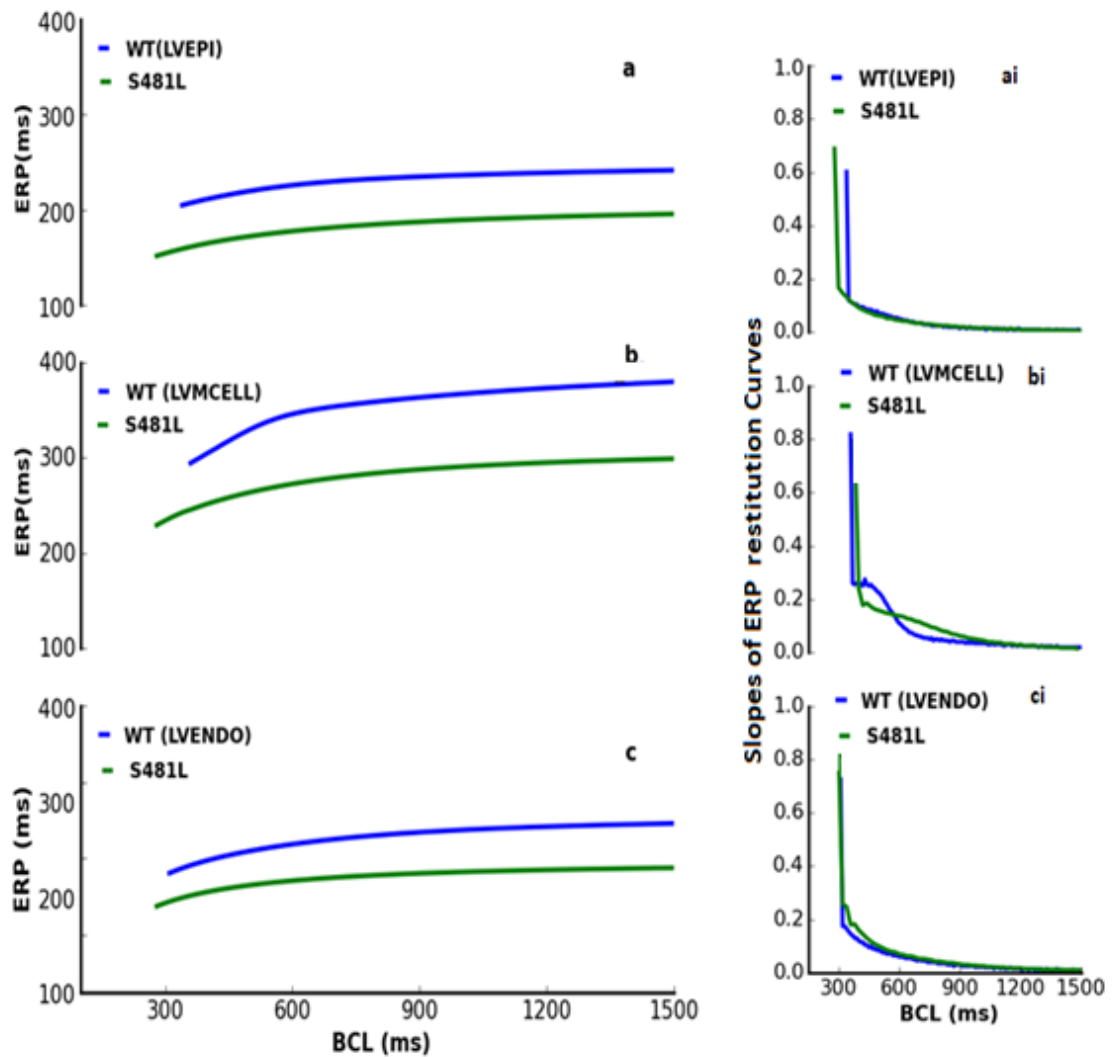 400
WT(LVEPI)
S481L
a
300
ERP(ms)
200
100
400
b
WT (LVMCELL)
S481L
300
ERP(ms)
200
100
400
WT (LVENDO)
S481L
c
300
ERP (ms)
200
100
300 600 900 1200 1500
BCL (ms)
Slopes of ERP restitution Curves
1.0
WT(LVEPI)
ai
S481L
0.8
0.6
0.4
0.2
0.0
WT (LVMCELL)
bi
1.0
S481L
0.8
0.6
0.4
0.2
0.0
WT (LVENDO)
ci
1.0
S481L
0.8
0.6
0.4
0.2
0.0
300 600 900 1200 1500
BCL (ms)